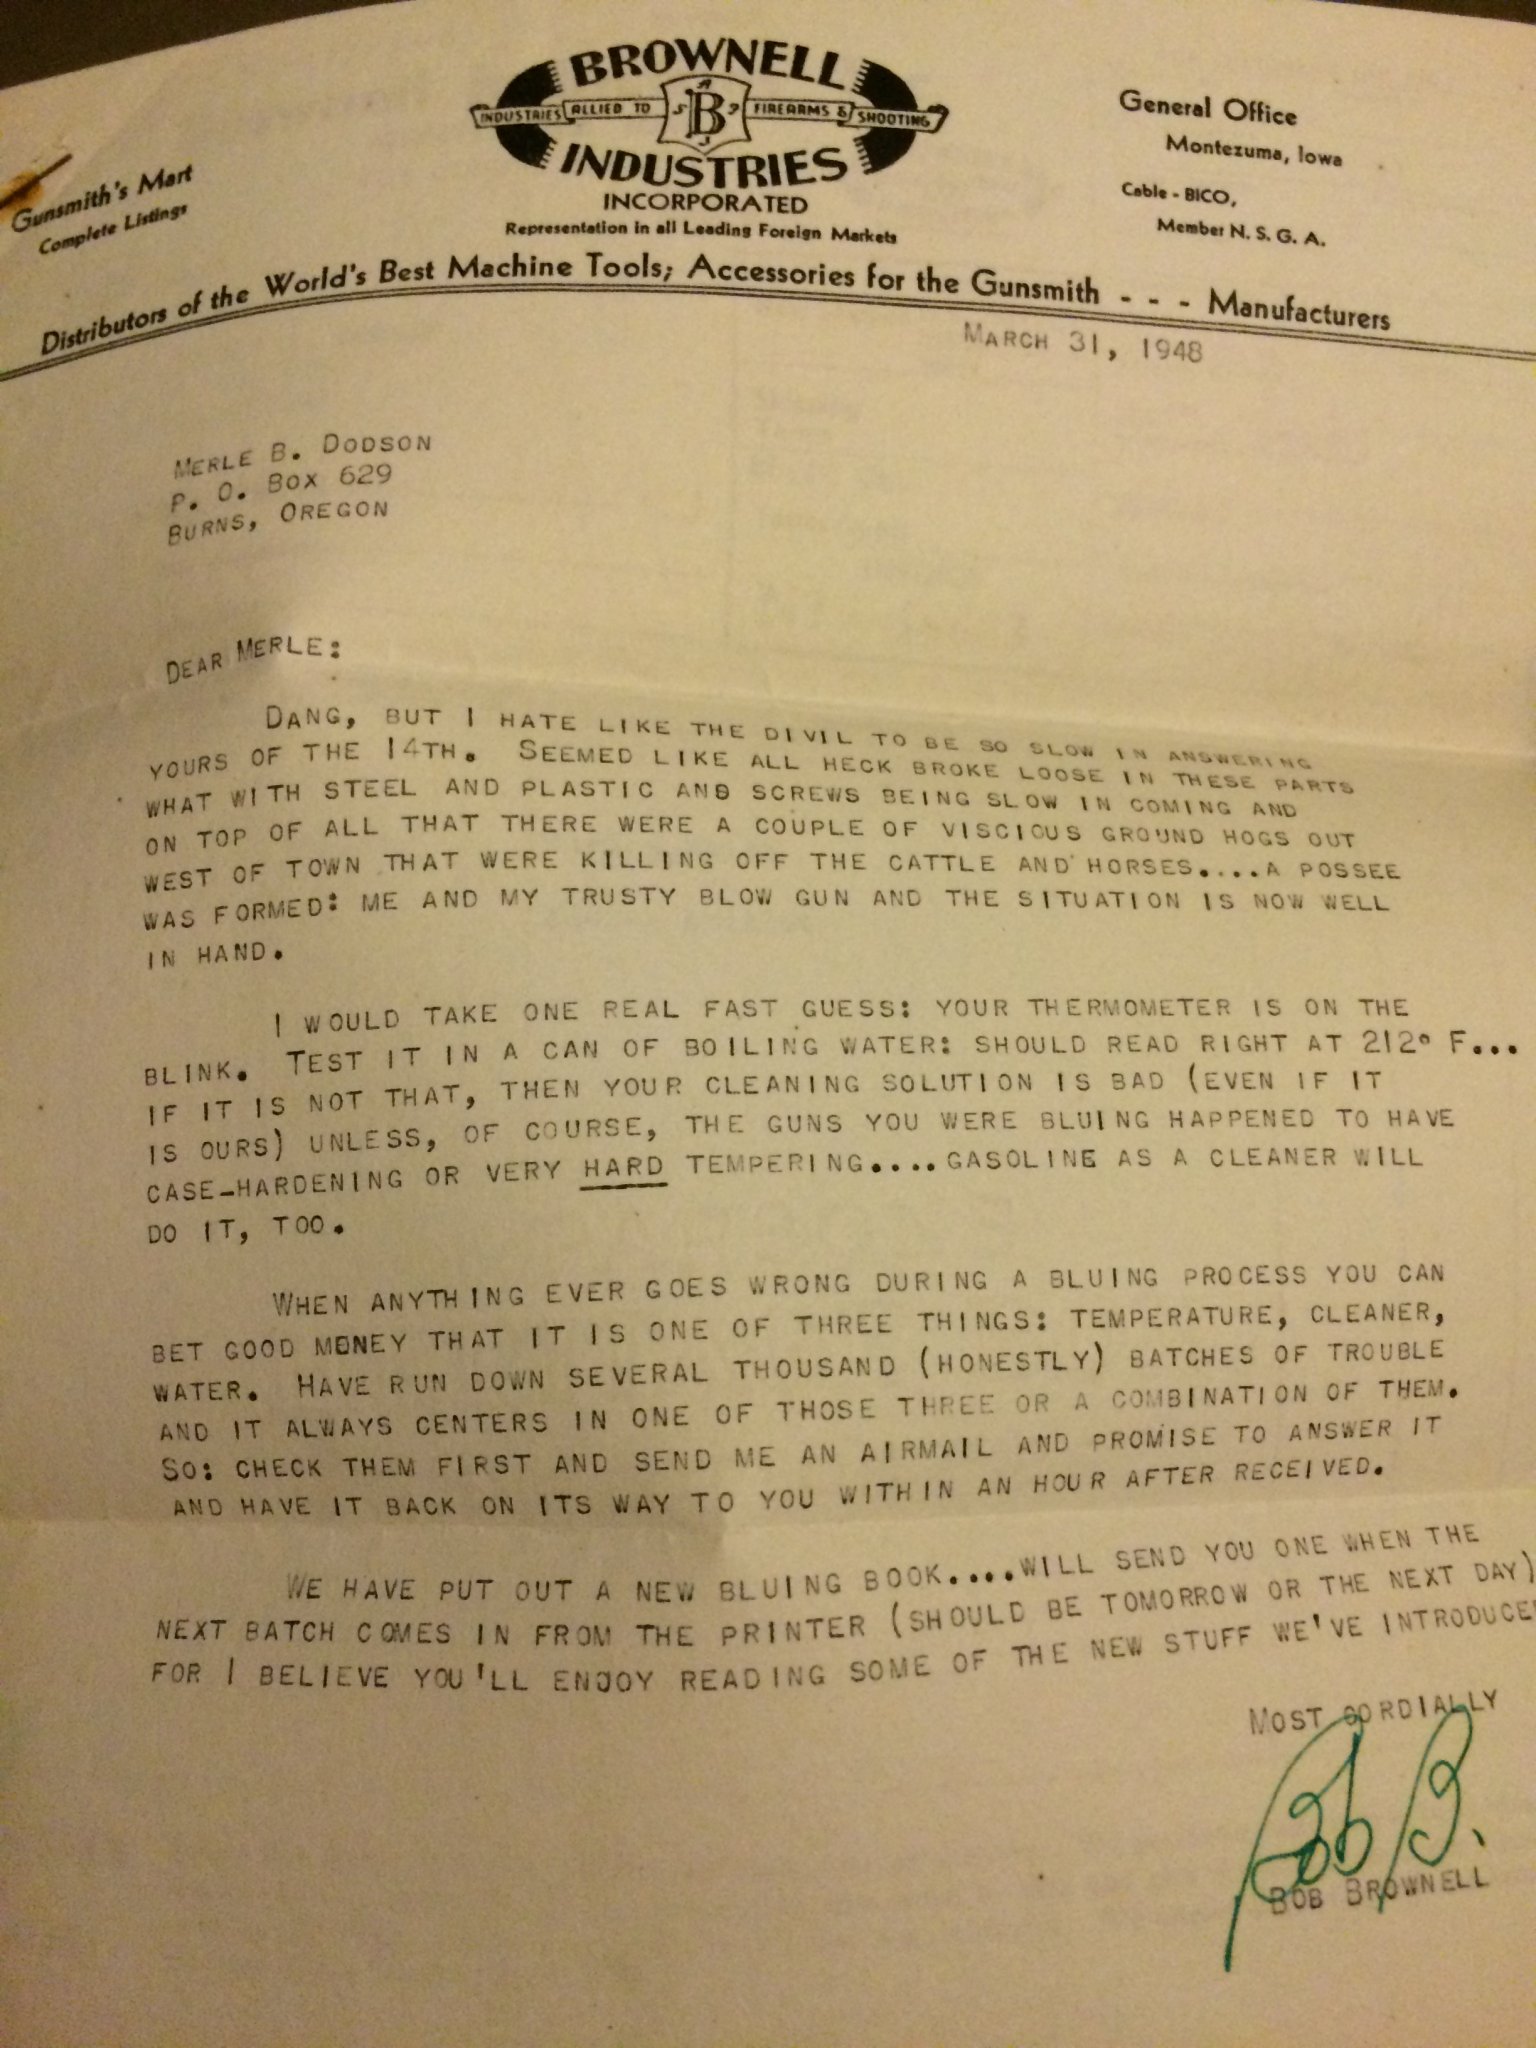 BROWNELL
INDUSTRIES ALLIED TO B FIREARMS & SHOOTING
INDUSTRIES
INCORPORATED
Representation in all Leading Foreign Markets
Gunsmith's Mart
Complete Listings
General Office
Montezuma, Iowa
Cable - BICO,
Member N. S. G. A.
Distributors of the World's Best Machine Tools; Accessories for the Gunsmith - - - Manufacturers
MARCH 31, 1948
MERLE B. DODSON
P. O. BOX 629
BURNS, OREGON
DEAR MERLE:
DANG, BUT I HATE LIKE THE DIVIL TO BE SO SLOW IN ANSWERING
YOURS OF THE 14TH. SEEMED LIKE ALL HECK BROKE LOOSE IN THESE PARTS
WHAT WITH STEEL AND PLASTIC AND SCREWS BEING SLOW IN COMING AND
ON TOP OF ALL THAT THERE WERE A COUPLE OF VISCIOUS GROUND HOGS OUT
WEST OF TOWN THAT WERE KILLING OFF THE CATTLE AND HORSES....A POSSEE
WAS FORMED: ME AND MY TRUSTY BLOW GUN AND THE SITUATION IS NOW WELL
IN HAND.
I WOULD TAKE ONE REAL FAST GUESS: YOUR THERMOMETER IS ON THE
BLINK. TEST IT IN A CAN OF BOILING WATER: SHOULD READ RIGHT AT 212° F...
IF IT IS NOT THAT, THEN YOUR CLEANING SOLUTION IS BAD (EVEN IF IT
IS OURS) UNLESS, OF COURSE, THE GUNS YOU WERE BLUING HAPPENED TO HAVE
CASE-HARDENING OR VERY HARD TEMPERING....GASOLINE AS A CLEANER WILL
DO IT, TOO.
WHEN ANYTHING EVER GOES WRONG DURING A BLUING PROCESS YOU CAN
BET GOOD MONEY THAT IT IS ONE OF THREE THINGS: TEMPERATURE, CLEANER,
WATER. HAVE RUN DOWN SEVERAL THOUSAND (HONESTLY) BATCHES OF TROUBLE
AND IT ALWAYS CENTERS IN ONE OF THOSE THREE OR A COMBINATION OF THEM.
SO: CHECK THEM FIRST AND SEND ME AN AIRMAIL AND PROMISE TO ANSWER IT
AND HAVE IT BACK ON ITS WAY TO YOU WITHIN AN HOUR AFTER RECEIVED.
WE HAVE PUT OUT A NEW BLUING BOOK....WILL SEND YOU ONE WHEN THE
NEXT BATCH COMES IN FROM THE PRINTER (SHOULD BE TOMORROW OR THE NEXT DAY)
FOR I BELIEVE YOU'LL ENJOY READING SOME OF THE NEW STUFF WE'VE INTRODUCE
MOST CORDIALLY
Bob B.
BOB BROWNELL